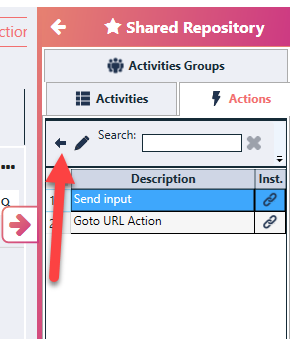 ction
Shared Repository
Activities Groups
Activities
Actions
Search:
Description Inst.
1 Send input
2 Goto URL Action